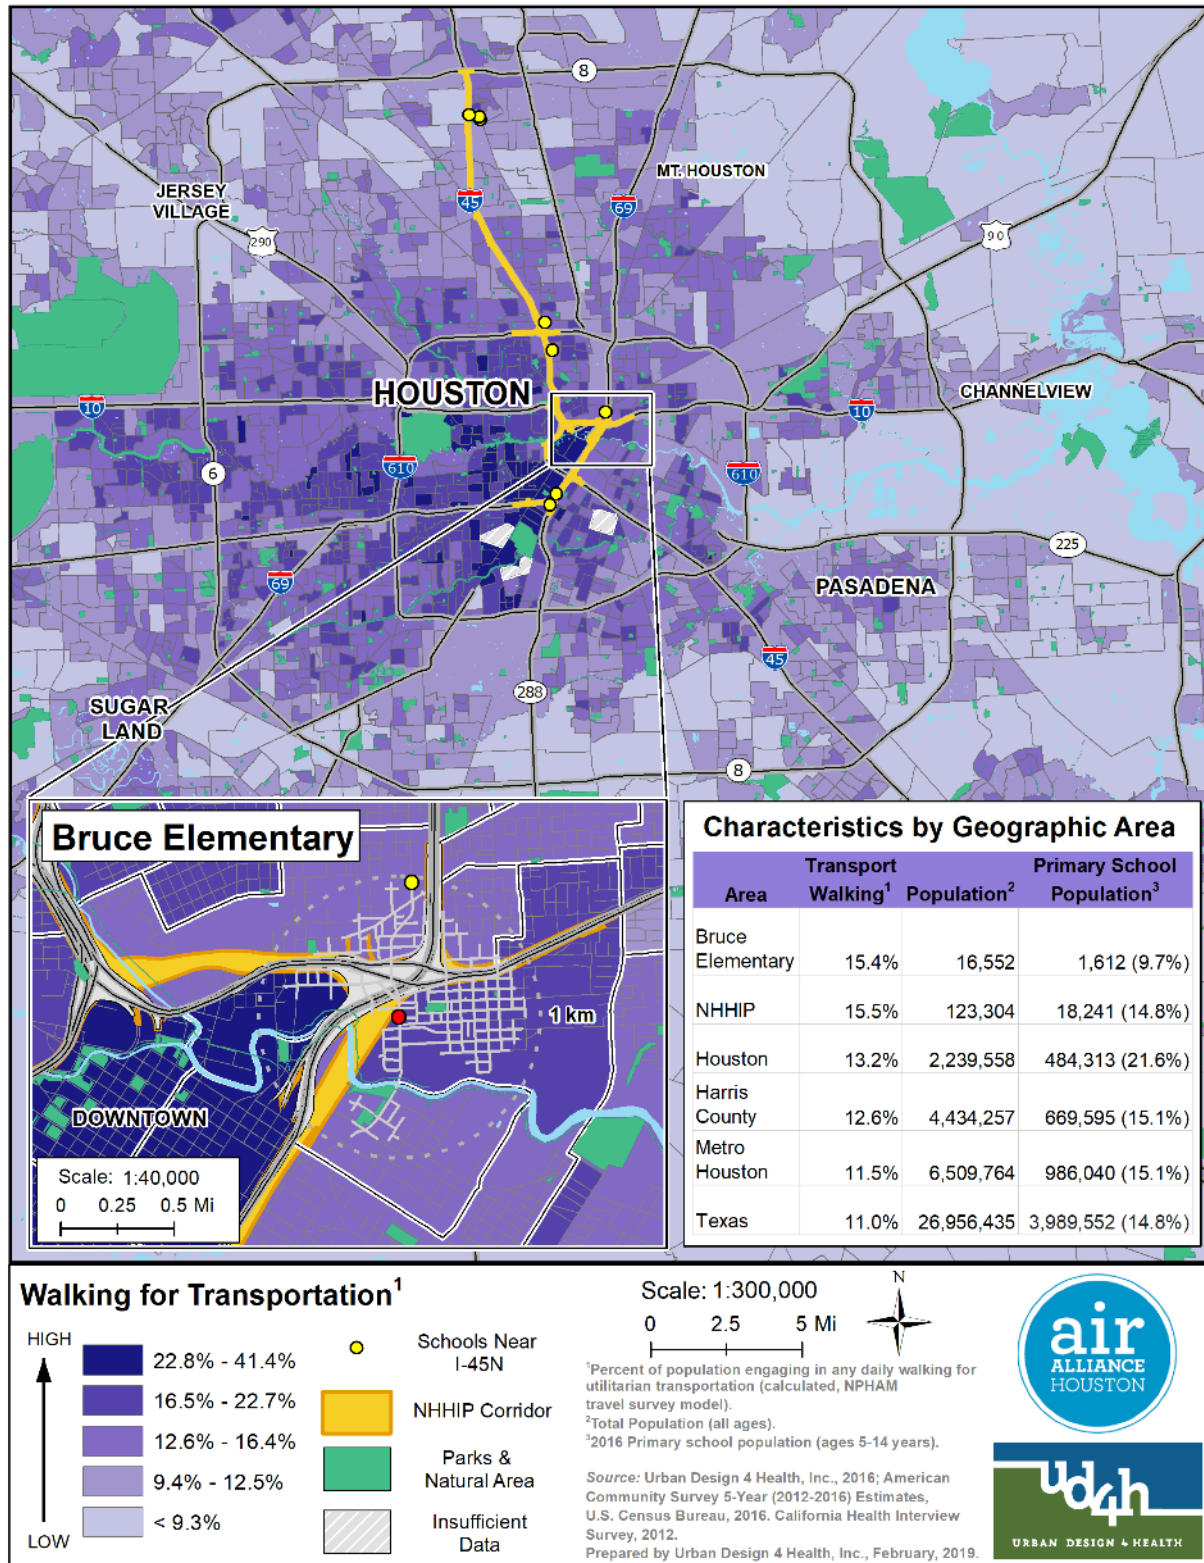 8
JERSEY
VILLAGE
MT. HOUSTON
45
69
290
90
HOUSTON
CHANNELVIEW
10
10
6
610
610
225
69
PASADENA
45
288
SUGAR
LAND
8
Bruce Elementary
1 km
DOWNTOWN
Scale: 1:40,000
0 0.25 0.5 Mi
Characteristics by Geographic Area
Area Transport Walking1 Population2 Primary School Population3
Bruce Elementary 15.4% 16,552 1,612 (9.7%)
NHHIP 15.5% 123,304 18,241 (14.8%)
Houston 13.2% 2,239,558 484,313 (21.6%)
Harris County 12.6% 4,434,257 669,595 (15.1%)
Metro Houston 11.5% 6,509,764 986,040 (15.1%)
Texas 11.0% 26,956,435 3,989,552 (14.8%)
Walking for Transportation1
HIGH
22.8% - 41.4%
16.5% - 22.7%
12.6% - 16.4%
9.4% - 12.5%
< 9.3%
LOW
Schools Near
I-45N
NHHIP Corridor
Parks &
Natural Area
Insufficient
Data
Scale: 1:300,000
0 2.5 5 Mi
N
1Percent of population engaging in any daily walking for
utilitarian transportation (calculated, NPHAM
travel survey model).
2Total Population (all ages).
32016 Primary school population (ages 5-14 years).
Source: Urban Design 4 Health, Inc., 2016; American
Community Survey 5-Year (2012-2016) Estimates,
U.S. Census Bureau, 2016. California Health Interview
Survey, 2012.
Prepared by Urban Design 4 Health, Inc., February, 2019.
air
ALLIANCE
HOUSTON
ud4h
URBAN DESIGN 4 HEALTH